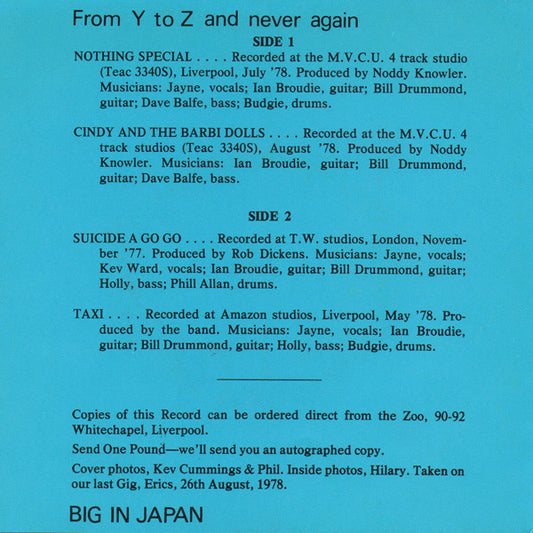 From Y to Z and never again
SIDE 1
NOTHING SPECIAL . . . . Recorded at the M.V.C.U. 4 track studio
(Teac 3340S), Liverpool, July '78. Produced by Noddy Knowler.
Musicians: Jayne, vocals; Ian Broudie, guitar; Bill Drummond,
guitar; Dave Balfe, bass; Budgie, drums.
CINDY AND THE BARBI DOLLS . . . . Recorded at the M.V.C.U. 4
track studios (Teac 3340S), August '78. Produced by Noddy
Knowler. Musicians: Ian Broudie, guitar; Bill Drummond,
guitar; Dave Balfe, bass.
SIDE 2
SUICIDE A GO GO . . . . Recorded at T.W. studios, London, Novem-
ber '77. Produced by Rob Dickens. Musicians: Jayne, vocals;
Kev Ward, vocals; Ian Broudie, guitar; Bill Drummond, guitar;
Holly, bass; Phill Allan, drums.
TAXI . . . . Recorded at Amazon studios, Liverpool, May '78. Pro-
duced by the band. Musicians: Jayne, vocals; Ian Broudie,
guitar; Bill Drummond, guitar; Holly, bass; Budgie, drums.
Copies of this Record can be ordered direct from the Zoo, 90-92
Whitechapel, Liverpool.
Send One Pound—we'll send you an autographed copy.
Cover photos, Kev Cummings & Phil. Inside photos, Hilary. Taken on
our last Gig, Erics, 26th August, 1978.
BIG IN JAPAN